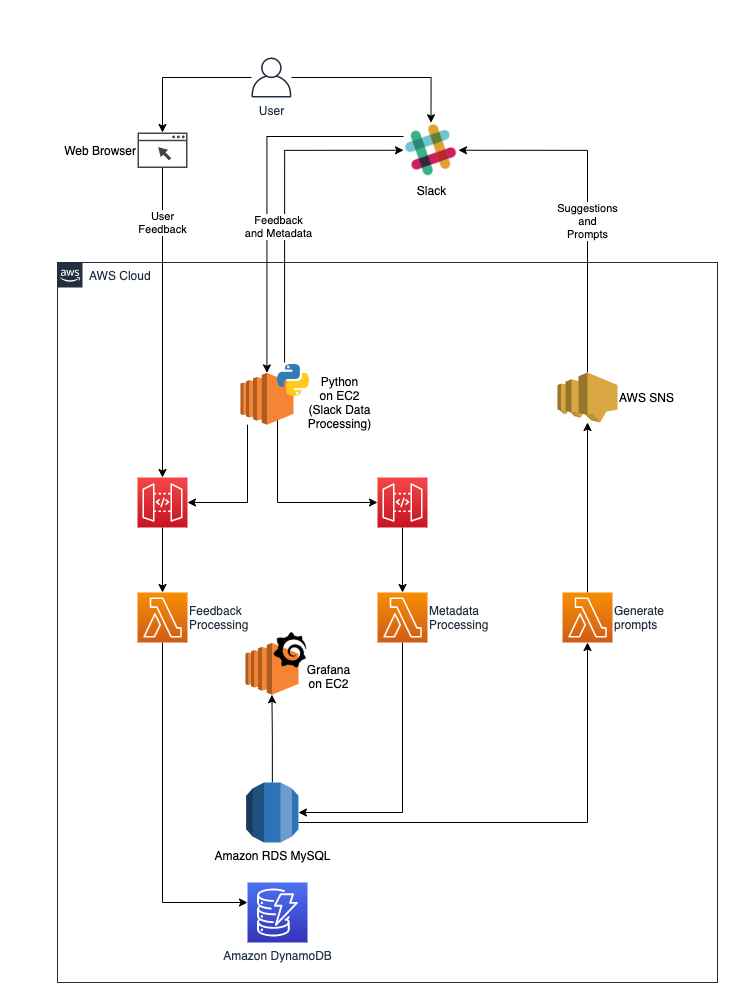 User
Web Browser
Slack
User
Feedback
Feedback
and Metadata
Suggestions
and
Prompts
aws
AWS Cloud
Python
on EC2
(Slack Data
Processing)
AWS SNS
</>
</>
Feedback
Processing
Metadata
Processing
Generate
prompts
Grafana
on EC2
Amazon RDS MySQL
Amazon DynamoDB